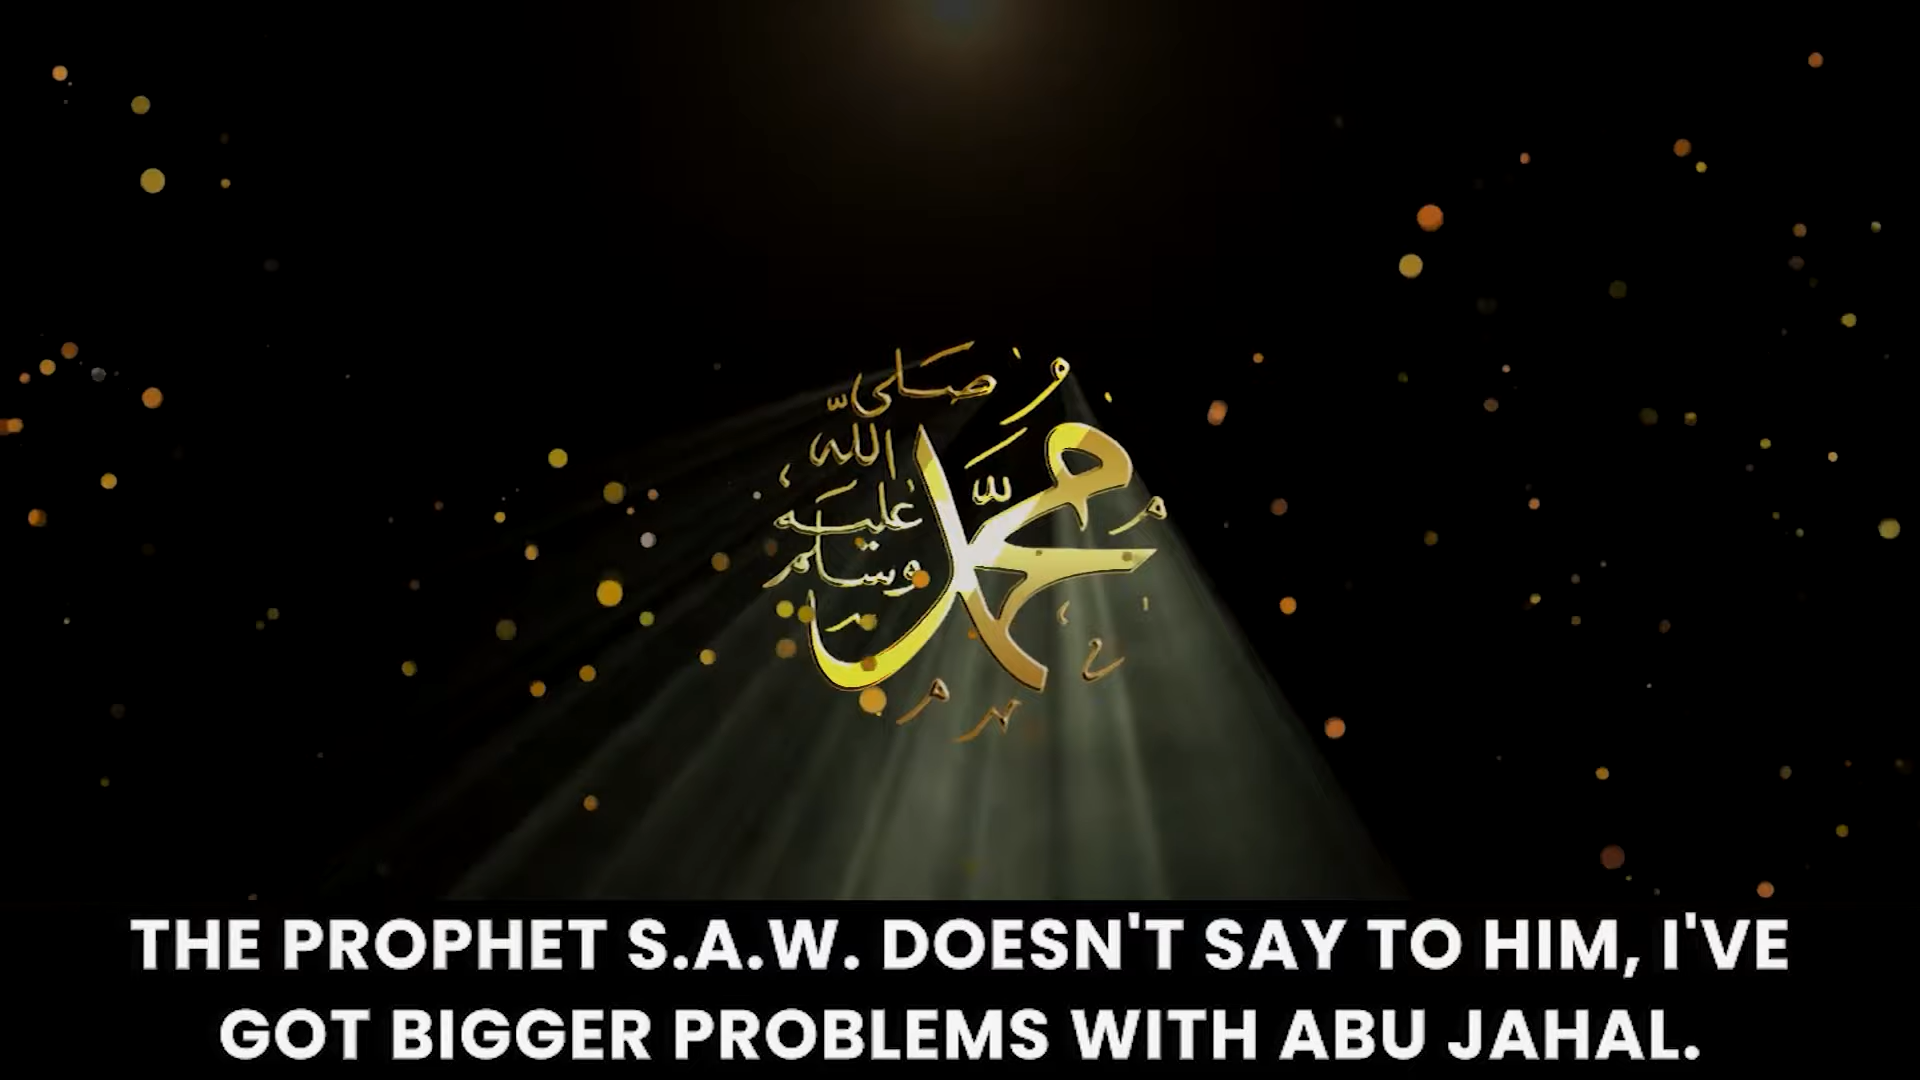 محمد
صلى
الله
عليه
وسلم
THE PROPHET S.A.W. DOESN'T SAY TO HIM, I'VE
GOT BIGGER PROBLEMS WITH ABU JAHAL.